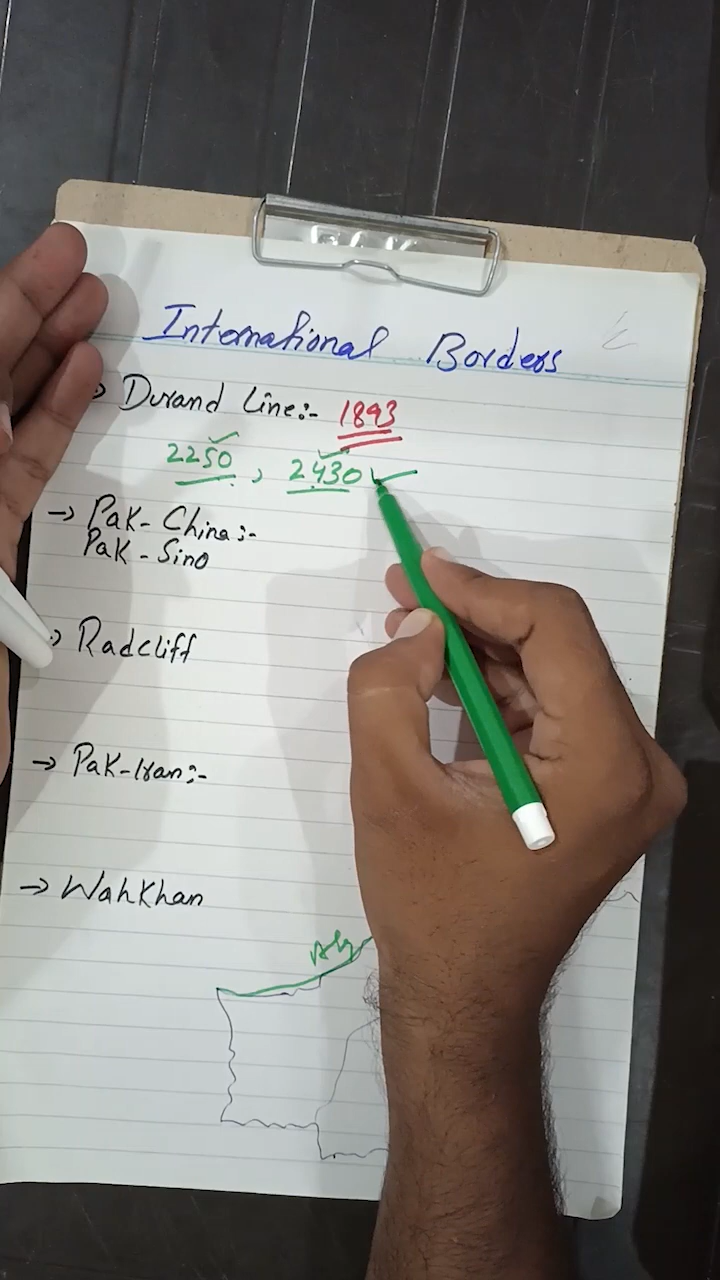 International Borders
Durand Line:- 1893
2250, 2430
→ Pak-China:-
Pak-Sino
Radcliff
→ Pak-Iran:-
→ Wahkhan